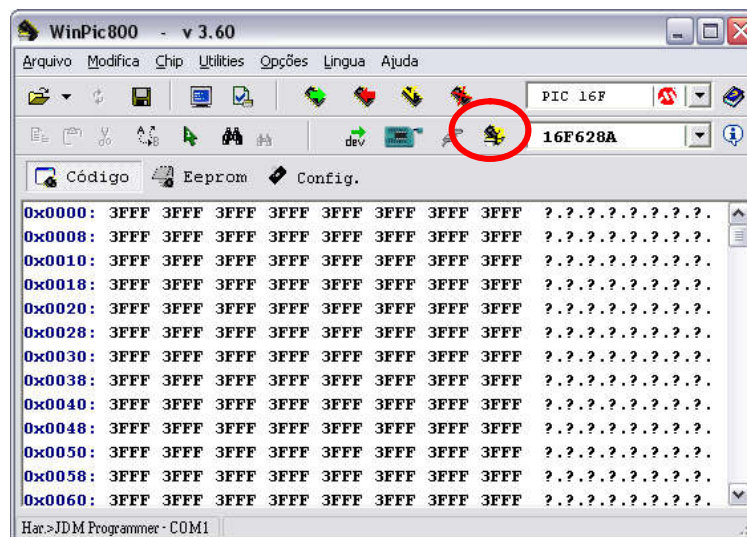 WinPic800 - v 3.60
Arquivo Modifica Chip Utilities Opções Lingua Ajuda
PIC 16F
dev 16F628A
Código Eeprom Config.
0x0000: 3FFF 3FFF 3FFF 3FFF 3FFF 3FFF 3FFF 3FFF ?.?.?.?.?.?.?.?.
0x0008: 3FFF 3FFF 3FFF 3FFF 3FFF 3FFF 3FFF 3FFF ?.?.?.?.?.?.?.?.
0x0010: 3FFF 3FFF 3FFF 3FFF 3FFF 3FFF 3FFF 3FFF ?.?.?.?.?.?.?.?.
0x0018: 3FFF 3FFF 3FFF 3FFF 3FFF 3FFF 3FFF 3FFF ?.?.?.?.?.?.?.?.
0x0020: 3FFF 3FFF 3FFF 3FFF 3FFF 3FFF 3FFF 3FFF ?.?.?.?.?.?.?.?.
0x0028: 3FFF 3FFF 3FFF 3FFF 3FFF 3FFF 3FFF 3FFF ?.?.?.?.?.?.?.?.
0x0030: 3FFF 3FFF 3FFF 3FFF 3FFF 3FFF 3FFF 3FFF ?.?.?.?.?.?.?.?.
0x0038: 3FFF 3FFF 3FFF 3FFF 3FFF 3FFF 3FFF 3FFF ?.?.?.?.?.?.?.?.
0x0040: 3FFF 3FFF 3FFF 3FFF 3FFF 3FFF 3FFF 3FFF ?.?.?.?.?.?.?.?.
0x0048: 3FFF 3FFF 3FFF 3FFF 3FFF 3FFF 3FFF 3FFF ?.?.?.?.?.?.?.?.
0x0050: 3FFF 3FFF 3FFF 3FFF 3FFF 3FFF 3FFF 3FFF ?.?.?.?.?.?.?.?.
0x0058: 3FFF 3FFF 3FFF 3FFF 3FFF 3FFF 3FFF 3FFF ?.?.?.?.?.?.?.?.
0x0060: 3FFF 3FFF 3FFF 3FFF 3FFF 3FFF 3FFF 3FFF ?.?.?.?.?.?.?.?.
Har.>JDM Programmer - COM1